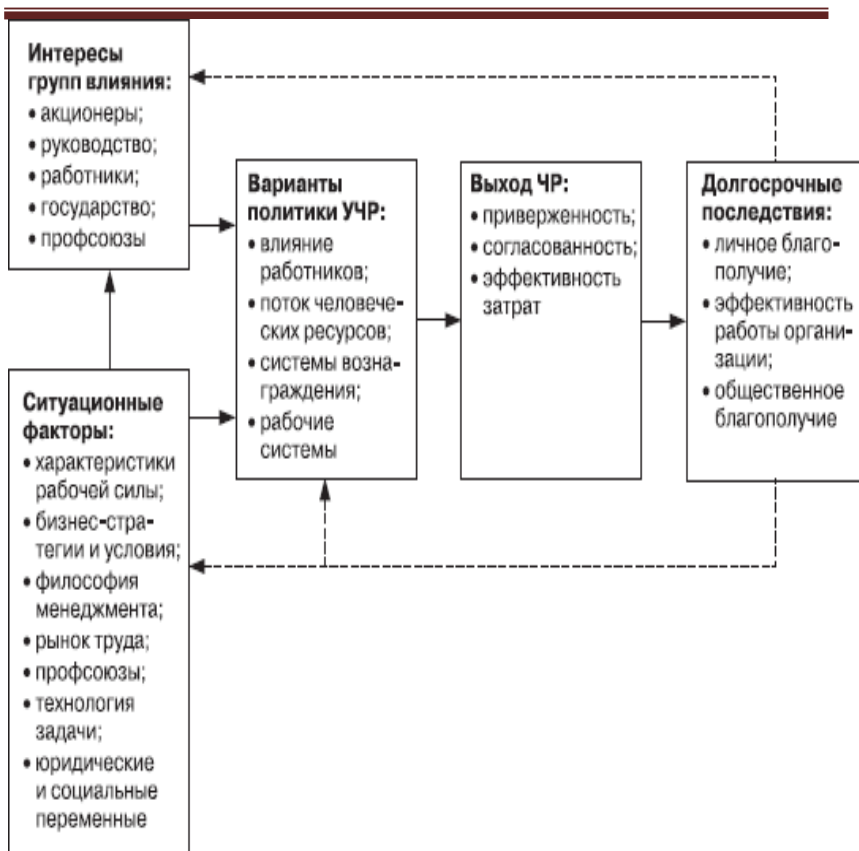 Интересы
групп влияния:
• акционеры;
• руководство;
• работники;
• государство;
• профсоюзы
Ситуационные
факторы:
• характеристики
рабочей силы;
• бизнес-стра-
тегии и условия;
• философия
менеджмента;
• рынок труда;
• профсоюзы;
• технология
задачи;
• юридические
и социальные
переменные
Варианты
политики УЧР:
• влияние
работников;
• поток человече-
ских ресурсов;
• системы возна-
граждения;
• рабочие
системы
Выход ЧР:
• приверженность;
• согласованность;
• эффективность
затрат
Долгосрочные
последствия:
• личное благо-
получие;
• эффективность
работы органи-
зации;
• общественное
благополучие